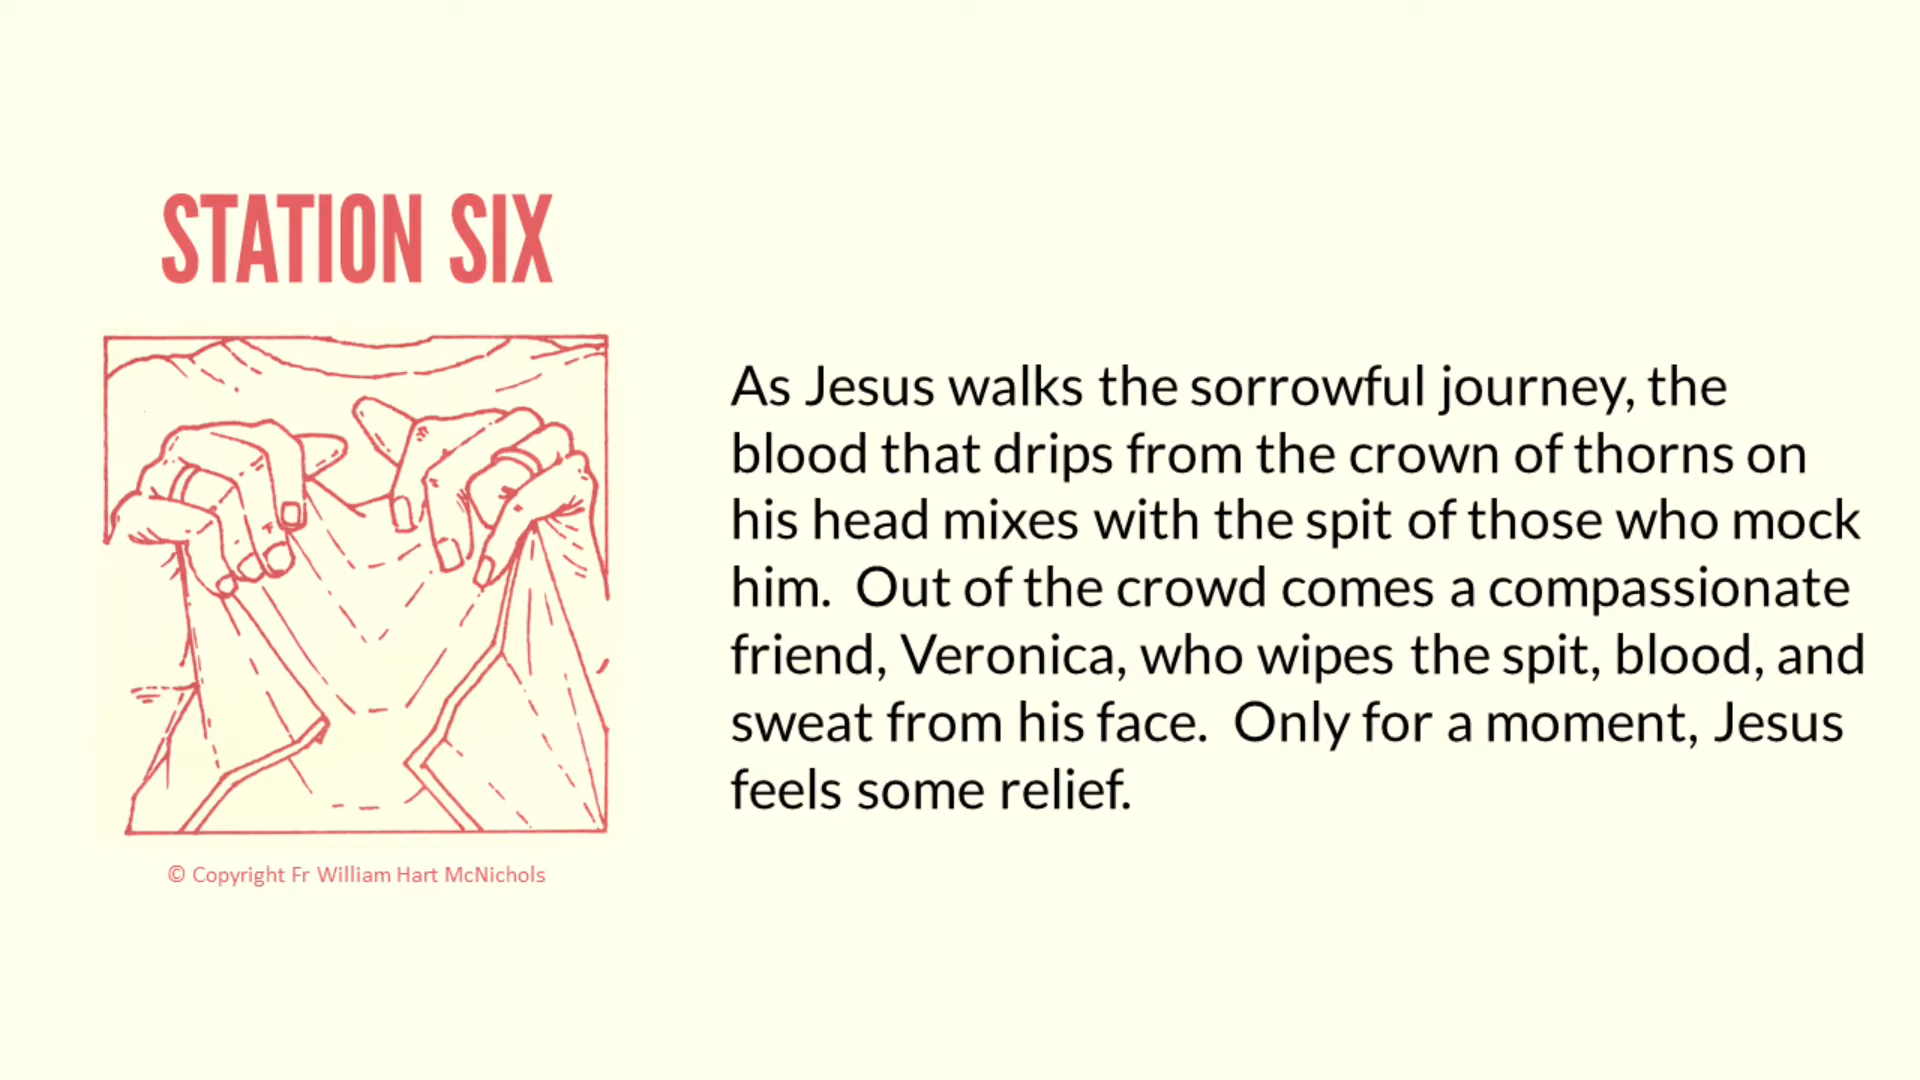 STATION SIX
© Copyright Fr William Hart McNichols
As Jesus walks the sorrowful journey, the
blood that drips from the crown of thorns on
his head mixes with the spit of those who mock
him.  Out of the crowd comes a compassionate
friend, Veronica, who wipes the spit, blood, and
sweat from his face.  Only for a moment, Jesus
feels some relief.